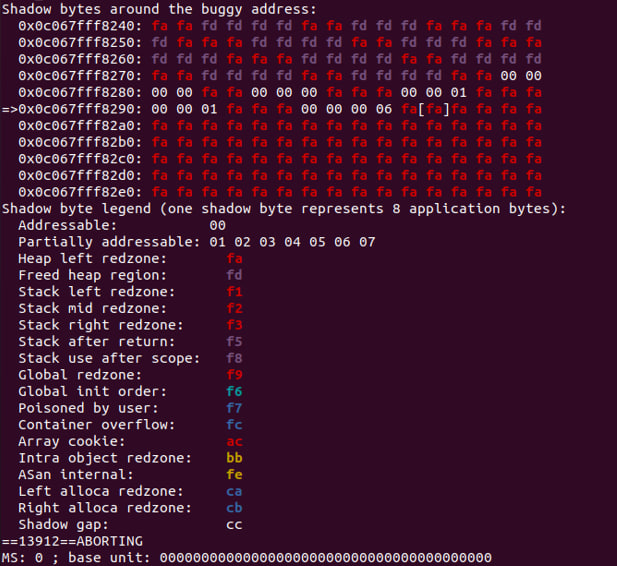 Shadow bytes around the buggy address:
0x0c067fff8240: fa fa fd fd fd fd fa fa fd fd fd fa fa fa fd fd
0x0c067fff8250: fd fa fa fa fd fd fd fd fa fa fd fd fd fa fa fa
0x0c067fff8260: fd fd fd fa fa fa fd fd fd fd fa fa fd fd fd fd
0x0c067fff8270: fa fa fd fd fd fd fa fa fd fd fd fd fa fa 00 00
0x0c067fff8280: 00 00 fa fa 00 00 00 fa fa fa 00 00 01 fa fa fa
=>0x0c067fff8290: 00 00 01 fa fa fa 00 00 00 06 fa[fa]fa fa fa fa
0x0c067fff82a0: fa fa fa fa fa fa fa fa fa fa fa fa fa fa fa fa
0x0c067fff82b0: fa fa fa fa fa fa fa fa fa fa fa fa fa fa fa fa
0x0c067fff82c0: fa fa fa fa fa fa fa fa fa fa fa fa fa fa fa fa
0x0c067fff82d0: fa fa fa fa fa fa fa fa fa fa fa fa fa fa fa fa
0x0c067fff82e0: fa fa fa fa fa fa fa fa fa fa fa fa fa fa fa fa
Shadow byte legend (one shadow byte represents 8 application bytes):
Addressable: 00
Partially addressable: 01 02 03 04 05 06 07
Heap left redzone: fa
Freed heap region: fd
Stack left redzone: f1
Stack mid redzone: f2
Stack right redzone: f3
Stack after return: f5
Stack use after scope: f8
Global redzone: f9
Global init order: f6
Poisoned by user: f7
Container overflow: fc
Array cookie: ac
Intra object redzone: bb
ASan internal: fe
Left alloca redzone: ca
Right alloca redzone: cb
Shadow gap: cc
==13912==ABORTING
MS: 0 ; base unit: 0000000000000000000000000000000000000000